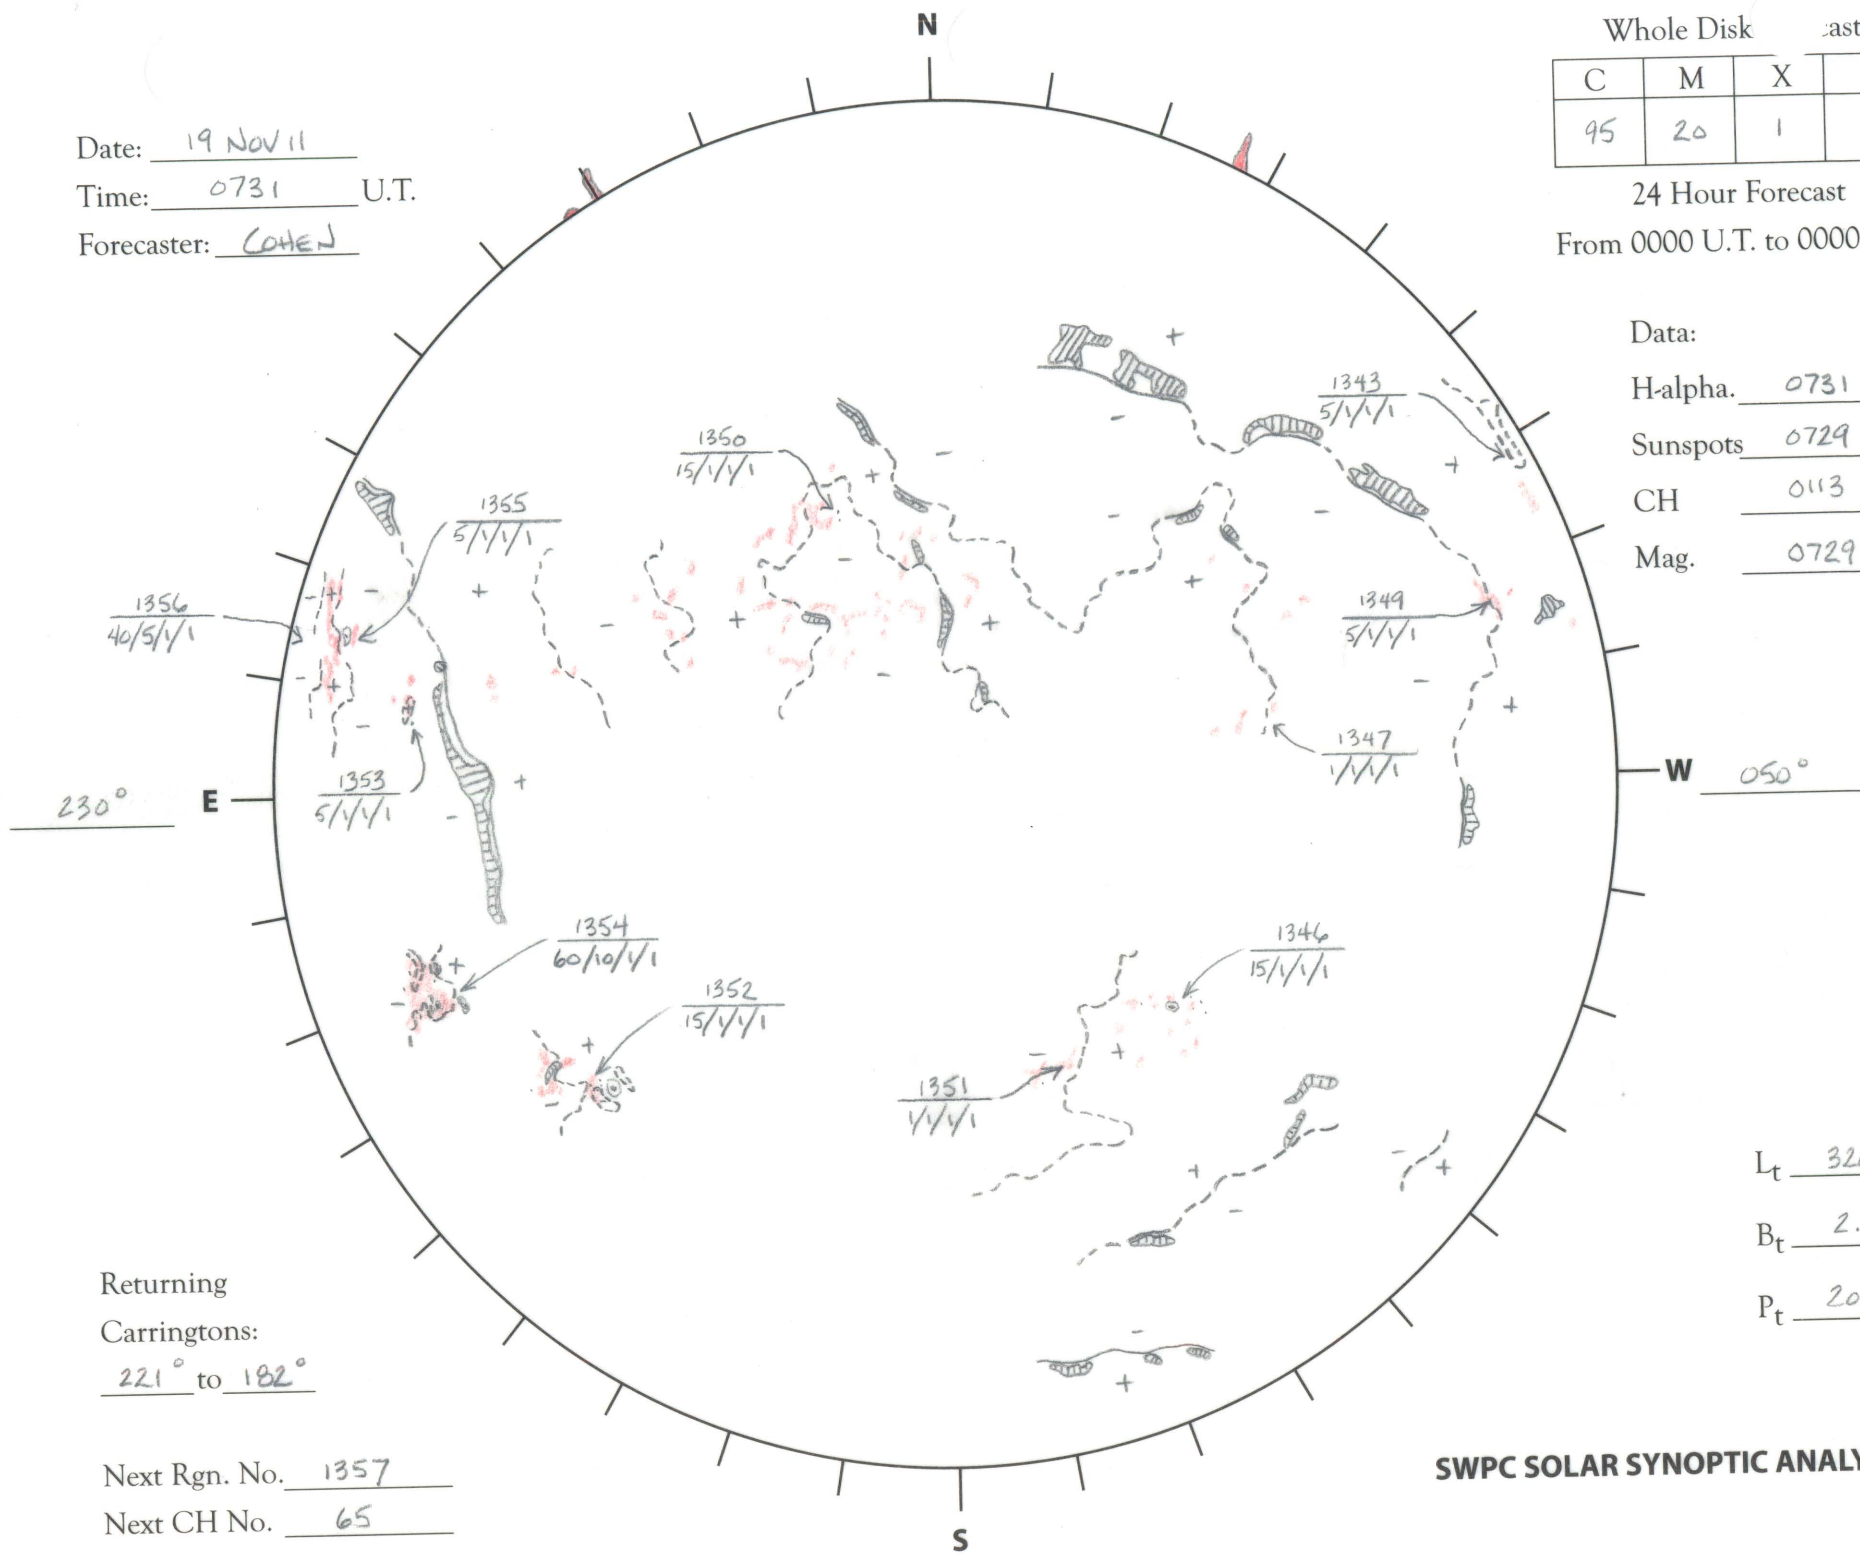 N
Whole Disk
C M X
95 20 1
24 Hour Forecast
From 0000 U.T. to 0000
Date: 19 NOV 11
Time: 0731 U.T.
Forecaster: COHEN
Data:
H-alpha. 0731
Sunspots 0729
CH 0113
Mag. 0729
1343
5/1/1/1
1350
15/1/1/1
1355
5/1/1/1
1356
40/5/1/1
1349
5/1/1/1
1347
1/1/1/1
1353
5/1/1/1
230° E
W 050°
1354
60/10/1/1
1346
15/1/1/1
1352
15/1/1/1
1351
1/1/1/1
Lt
Bt 2.
Pt 20
Returning
Carringtons:
221° to 182°
Next Rgn. No. 1357
Next CH No. 65
SWPC SOLAR SYNOPTIC
S